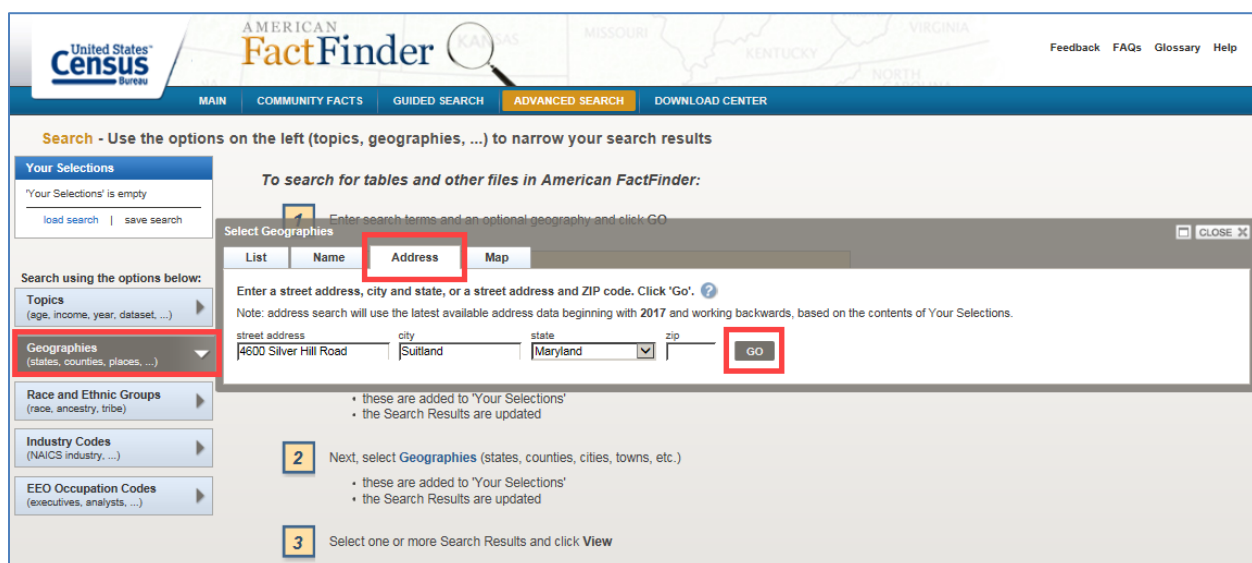 United States™
Census
Bureau
AMERICAN
FactFinder
KANSAS
MISSOURI
KENTUCKY
VIRGINIA
NORTH
CAROLINA
Feedback FAQs Glossary Help
MAIN COMMUNITY FACTS GUIDED SEARCH ADVANCED SEARCH DOWNLOAD CENTER
Search - Use the options on the left (topics, geographies, ...) to narrow your search results
Your Selections
'Your Selections' is empty
load search | save search
To search for tables and other files in American FactFinder:
1 Enter search terms and an optional geography and click GO
Select Geographies
CLOSE X
List Name Address Map
Enter a street address, city and state, or a street address and ZIP code. Click 'Go'. ?
Note: address search will use the latest available address data beginning with 2017 and working backwards, based on the contents of Your Selections.
street address city state zip
4600 Silver Hill Road Suitland Maryland GO
Search using the options below:
Topics
(age, income, year, dataset, ...)
Geographies
(states, counties, places, ...)
Race and Ethnic Groups
(race, ancestry, tribe)
Industry Codes
(NAICS industry, ...)
EEO Occupation Codes
(executives, analysts, ...)
• these are added to 'Your Selections'
• the Search Results are updated
2 Next, select Geographies (states, counties, cities, towns, etc.)
• these are added to 'Your Selections'
• the Search Results are updated
3 Select one or more Search Results and click View